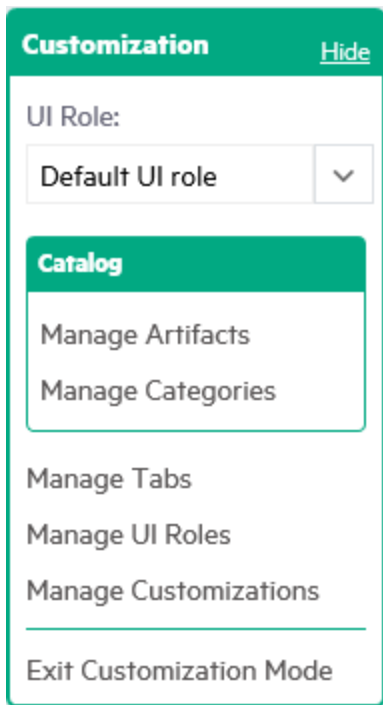 Customization
Hide
UI Role:
Default UI role
Catalog
Manage Artifacts
Manage Categories
Manage Tabs
Manage UI Roles
Manage Customizations
Exit Customization Mode